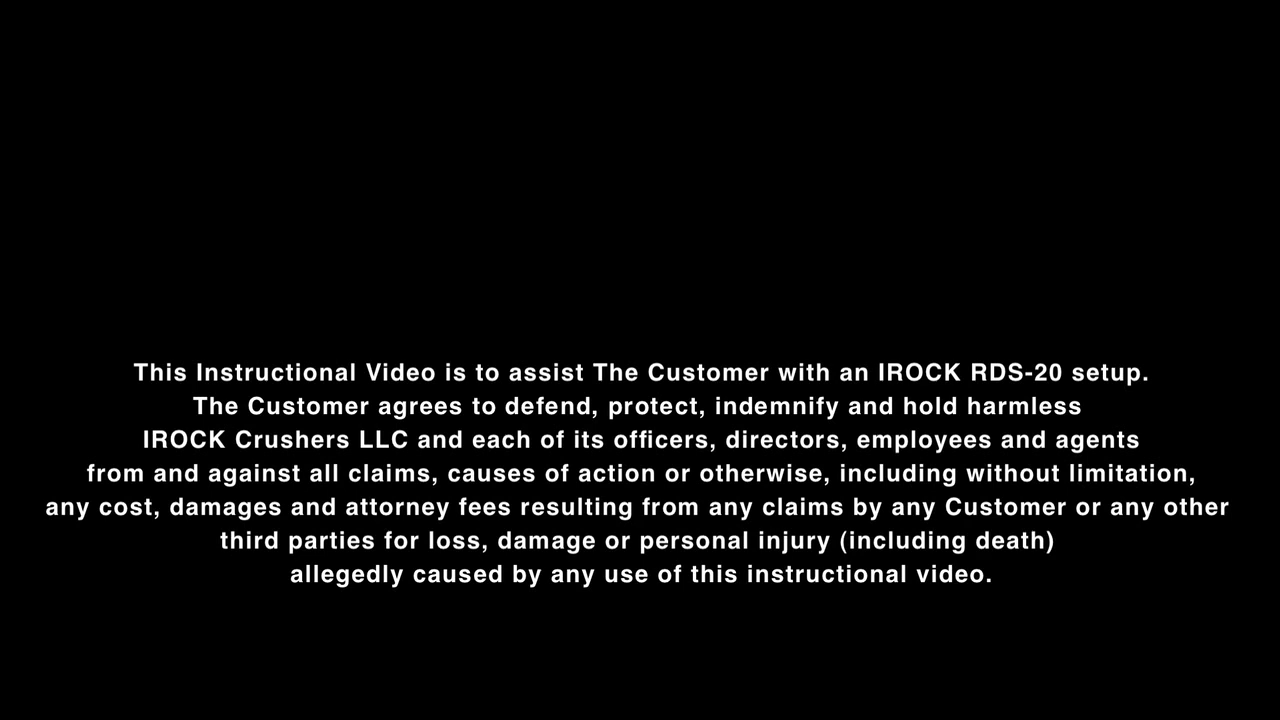 This Instructional Video is to assist The Customer with an IROCK RDS-20 setup.
The Customer agrees to defend, protect, indemnify and hold harmless
IROCK Crushers LLC and each of its officers, directors, employees and agents
from and against all claims, causes of action or otherwise, including without limitation,
any cost, damages and attorney fees resulting from any claims by any Customer or any other
third parties for loss, damage or personal injury (including death)
allegedly caused by any use of this instructional video.